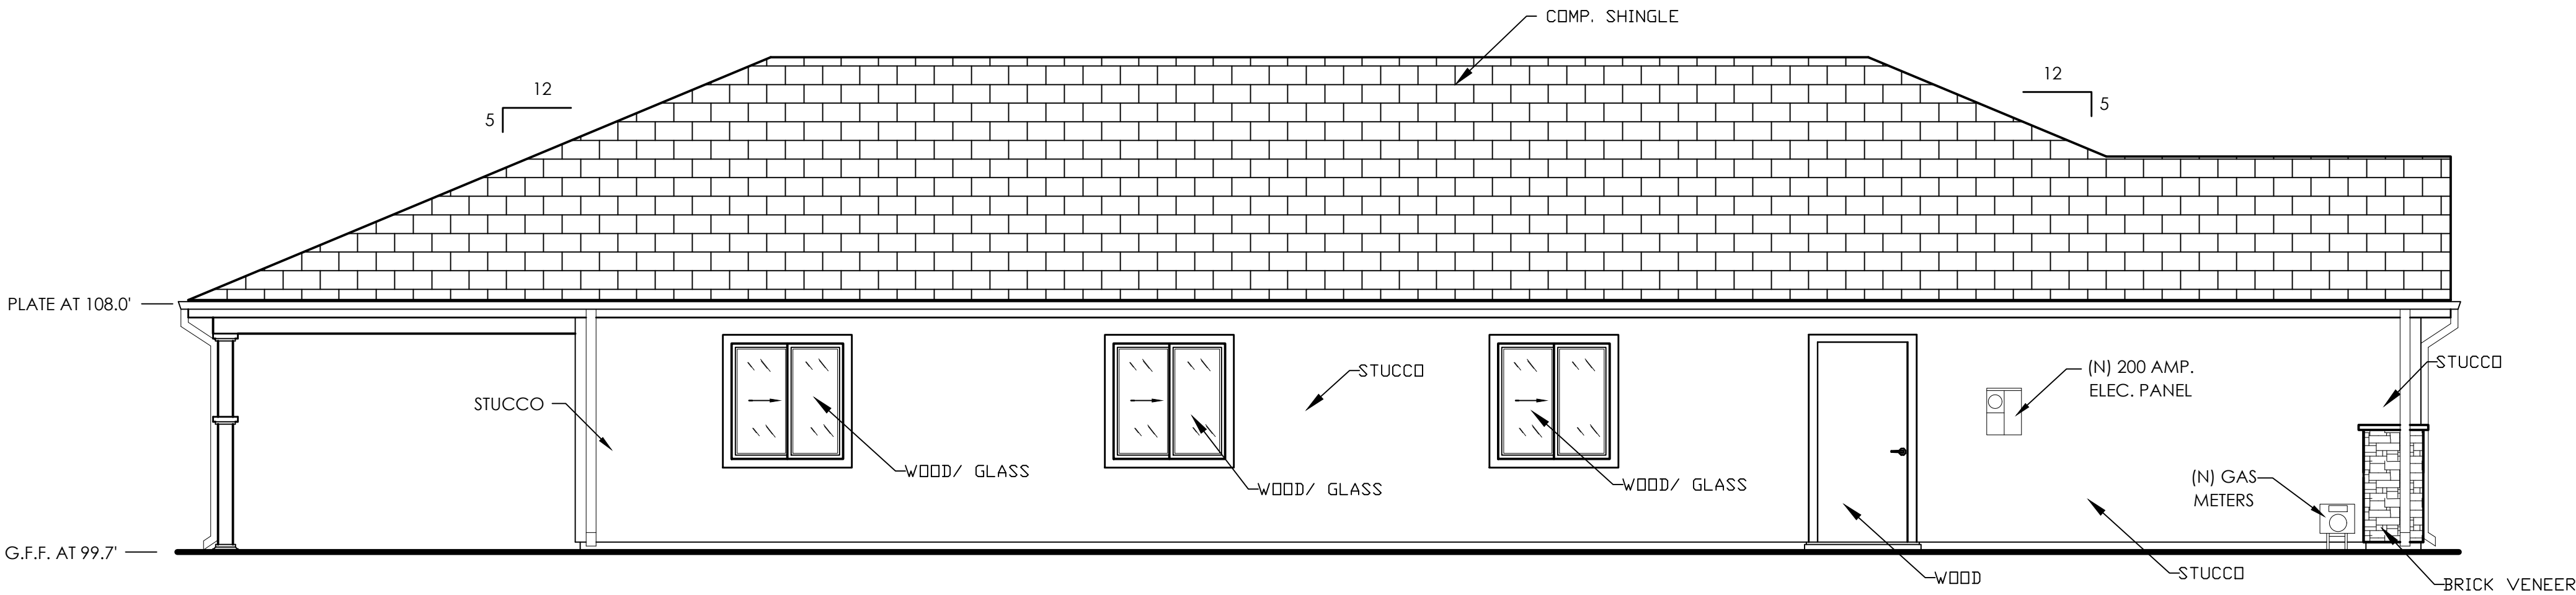 COMP. SHINGLE
12
5
12
5
PLATE AT 108.0'
STUCCO
WOOD/ GLASS
WOOD/ GLASS
STUCCO
WOOD/ GLASS
(N) 200 AMP.
ELEC. PANEL
STUCCO
(N) GAS
METERS
G.F.F. AT 99.7'
WOOD
STUCCO
BRICK VENEER